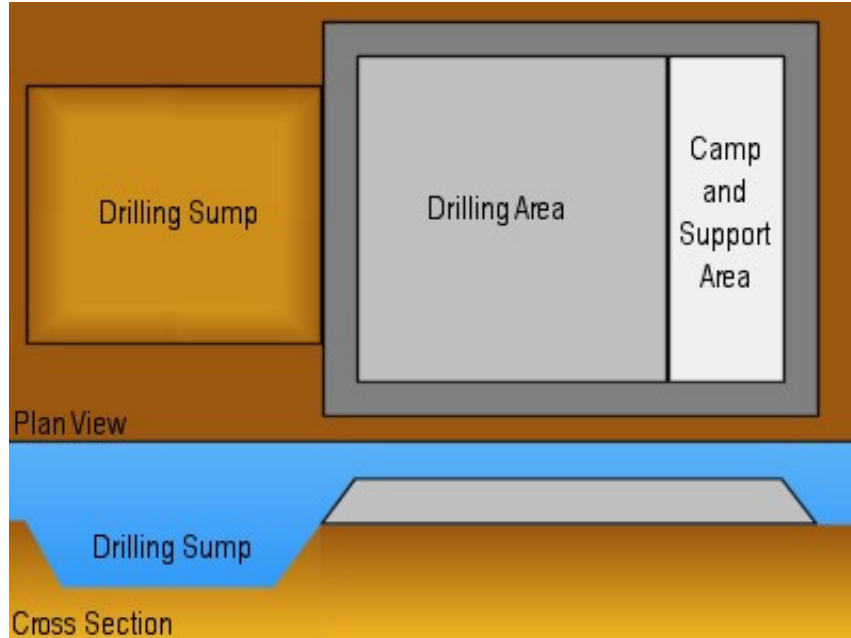 Drilling Sump
Drilling Area
Camp
and
Support
Area
Plan View
Drilling Sump
Cross Section